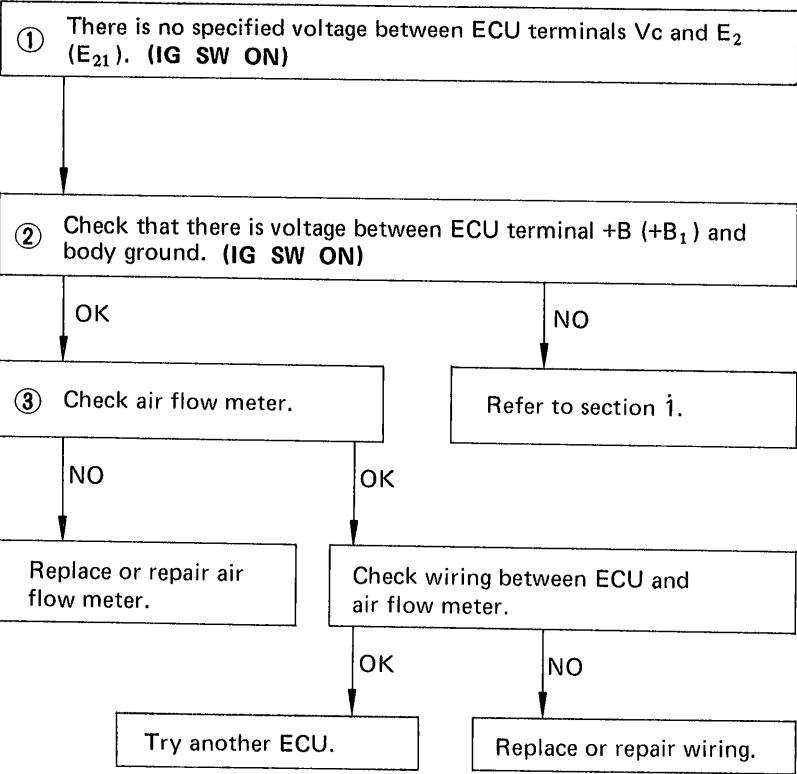 ① There is no specified voltage between ECU terminals Vc and E₂
(E₂₁). (IG SW ON)
② Check that there is voltage between ECU terminal +B (+B₁) and
body ground. (IG SW ON)
OK
NO
③ Check air flow meter.
Refer to section 1.
NO
OK
Replace or repair air
flow meter.
Check wiring between ECU and
air flow meter.
OK
NO
Try another ECU.
Replace or repair wiring.